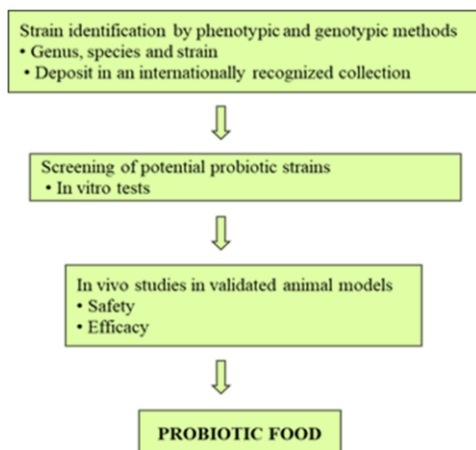 Strain identification by phenotypic and genotypic methods
• Genus, species and strain
• Deposit in an internationally recognized collection
Screening of potential probiotic strains
• In vitro tests
In vivo studies in validated animal models
• Safety
• Efficacy
PROBIOTIC FOOD